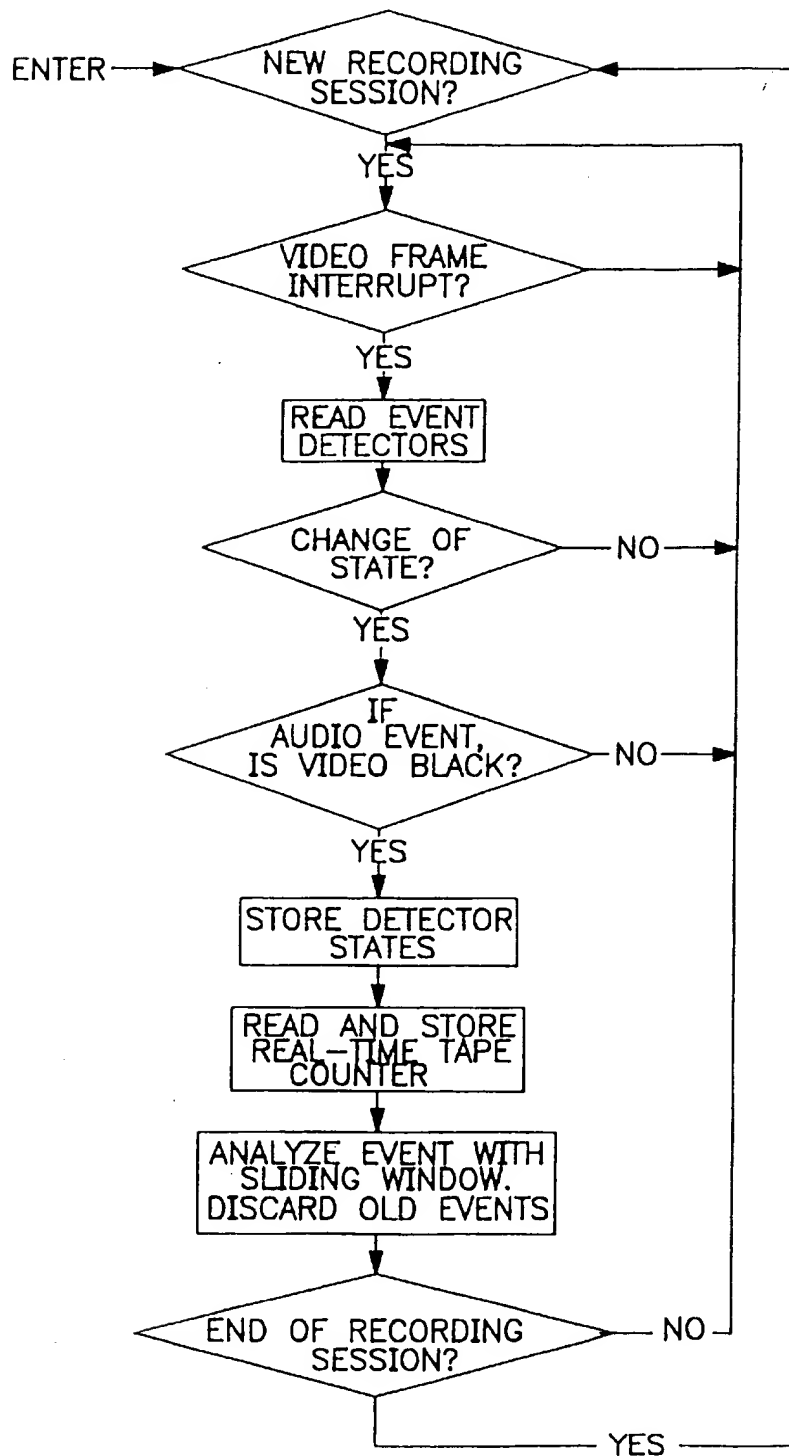 ENTER
NEW RECORDING
SESSION?
YES
VIDEO FRAME
INTERRUPT?
YES
READ EVENT
DETECTORS
CHANGE OF
STATE?
NO
YES
IF
AUDIO EVENT,
IS VIDEO BLACK?
NO
YES
STORE DETECTOR
STATES
READ AND STORE
REAL-TIME TAPE
COUNTER
ANALYZE EVENT WITH
SLIDING WINDOW.
DISCARD OLD EVENTS
END OF RECORDING
SESSION?
NO
YES